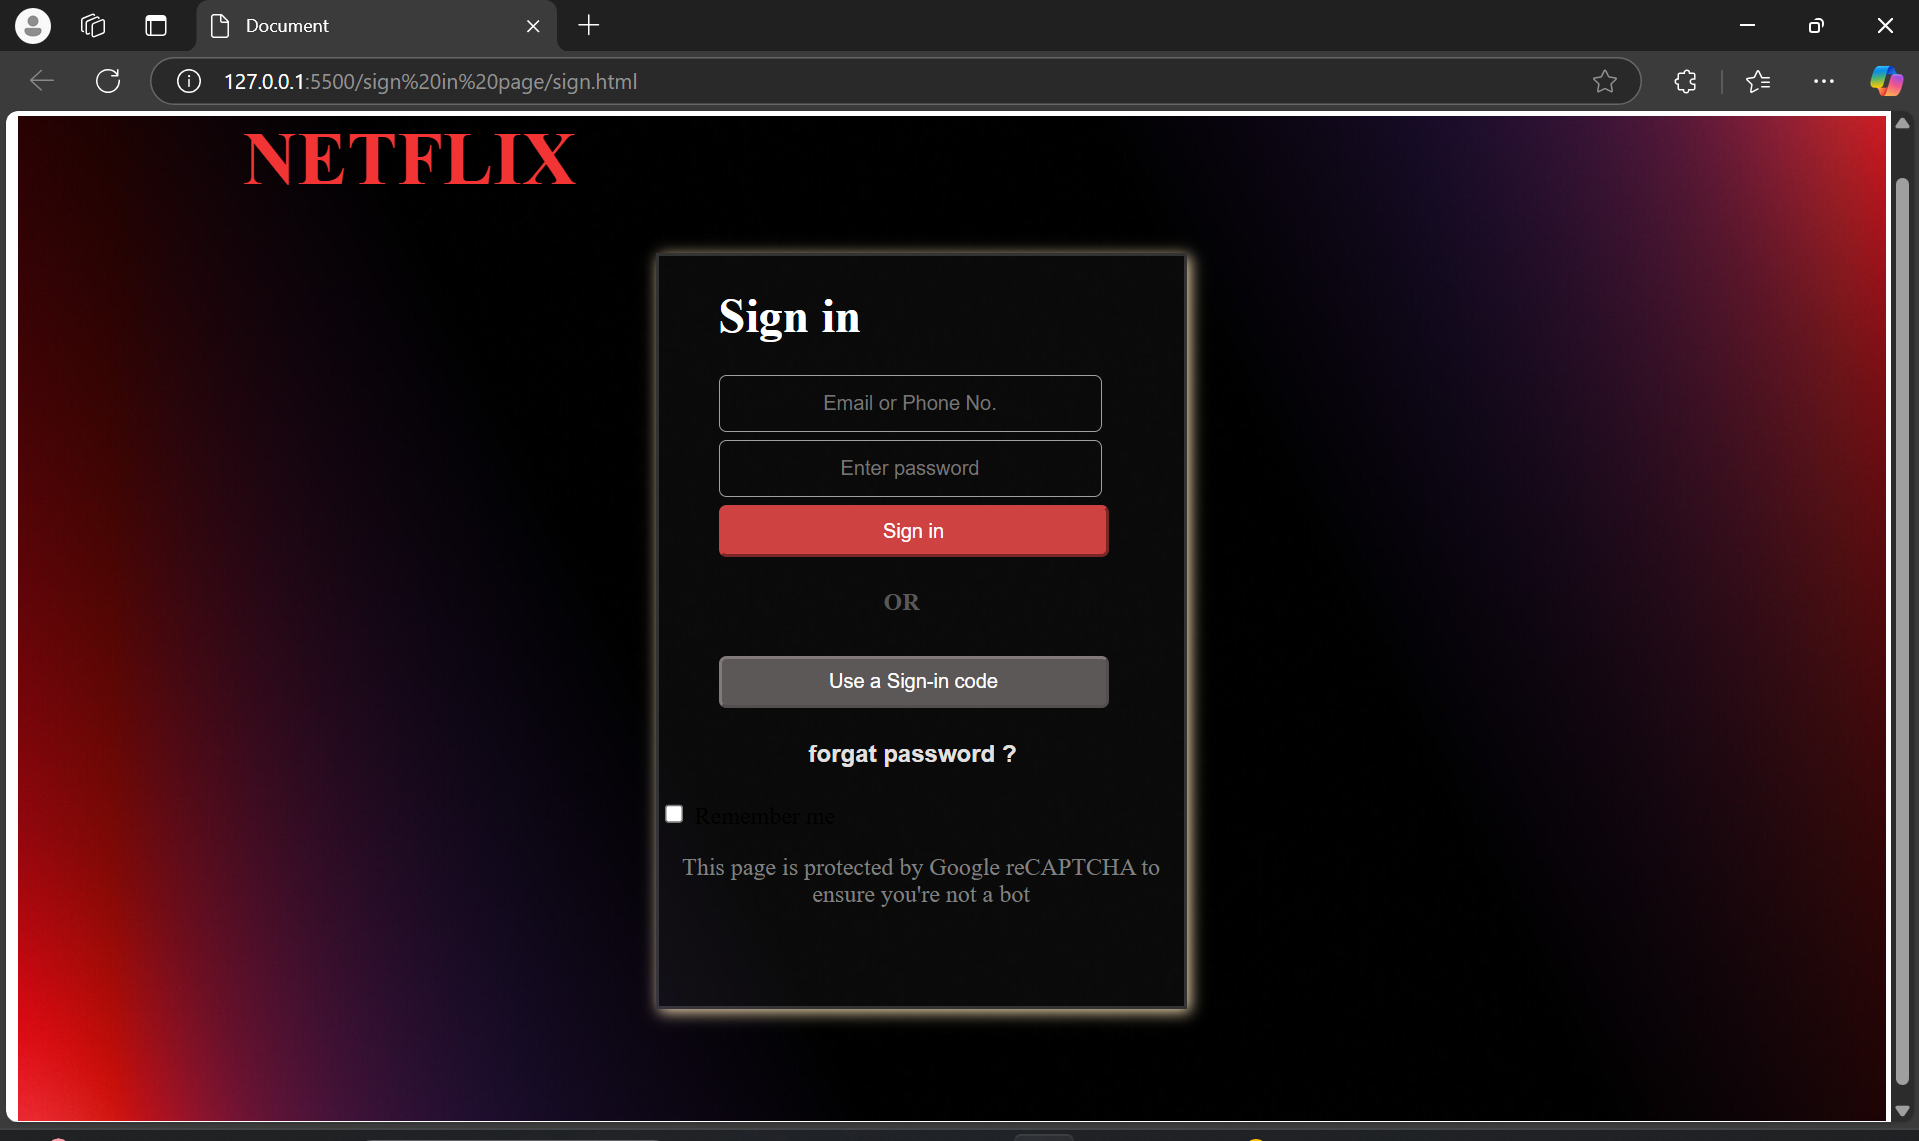 Document
127.0.0.1:5500/sign%20in%20page/sign.html
NETFLIX
Sign in
Email or Phone No.
Enter password
Sign in
OR
Use a Sign-in code
forgat password ?
Remember me
This page is protected by Google reCAPTCHA to
ensure you're not a bot